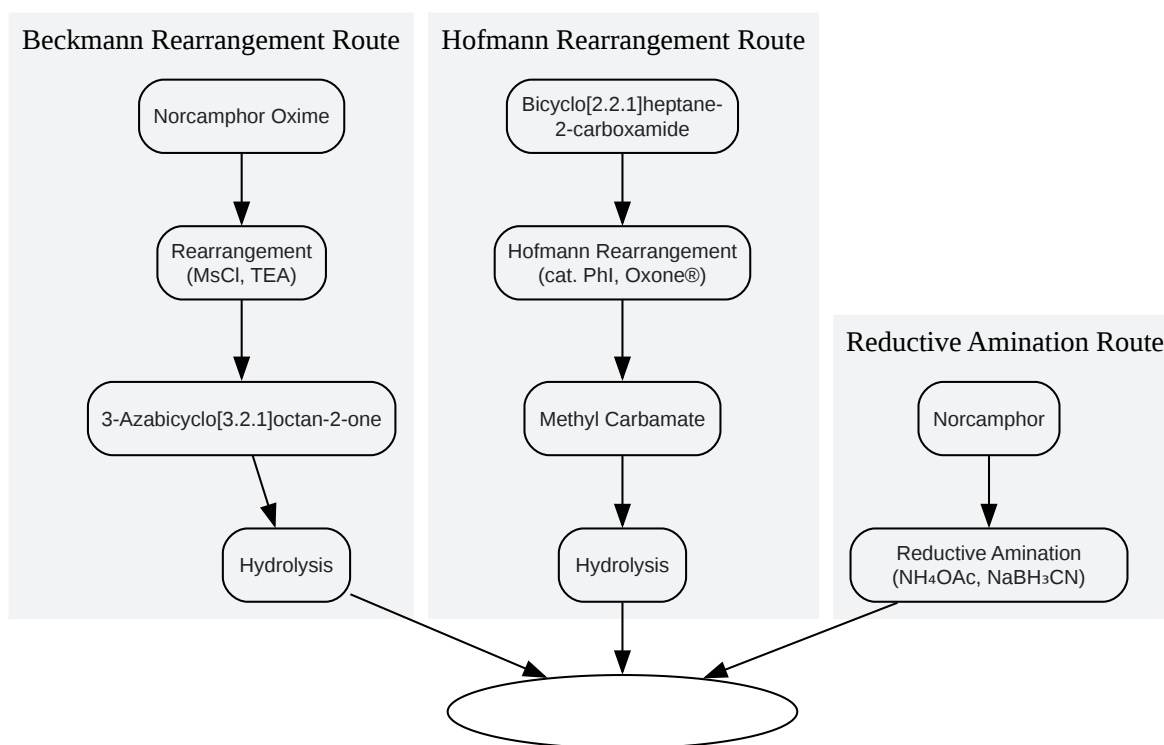 Beckmann Rearrangement Route
Norcamphor Oxime
Rearrangement
(MsCl, TEA)
3-Azabicyclo[3.2.1]octan-2-one
Hydrolysis
Hofmann Rearrangement Route
Bicyclo[2.2.1]heptane-
2-carboxamide
Hofmann Rearrangement
(cat. PhI, Oxone®)
Methyl Carbamate
Hydrolysis
Reductive Amination Route
Norcamphor
Reductive Amination
(NH₄OAc, NaBH₃CN)